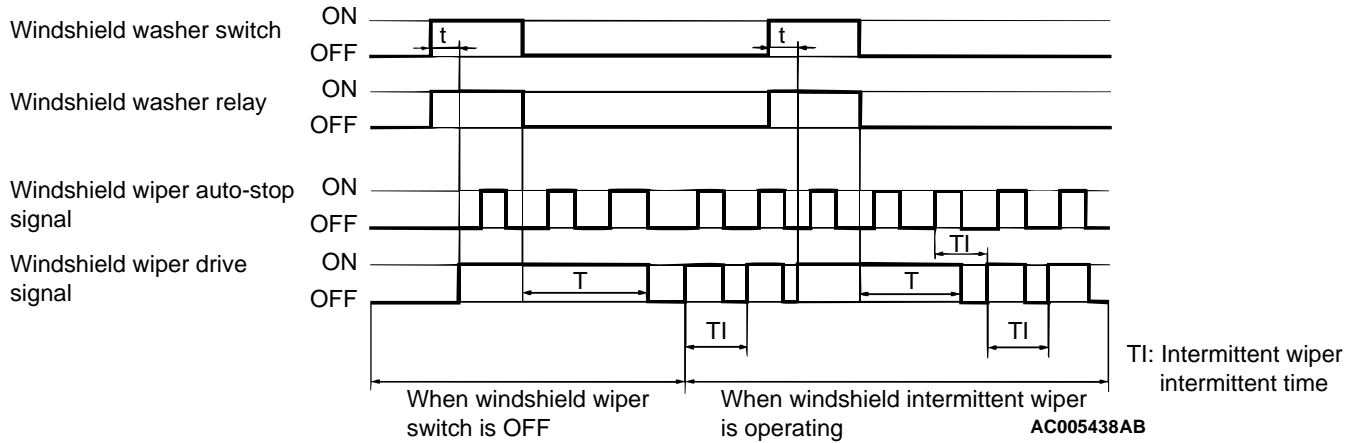 Windshield washer switch
ON
OFF
t
t
Windshield washer relay
ON
OFF
Windshield wiper auto-stop
signal
ON
OFF
TI
Windshield wiper drive
signal
ON
OFF
T
T
TI
TI
TI: Intermittent wiper
intermittent time
When windshield wiper
switch is OFF
When windshield intermittent wiper
is operating
AC005438AB